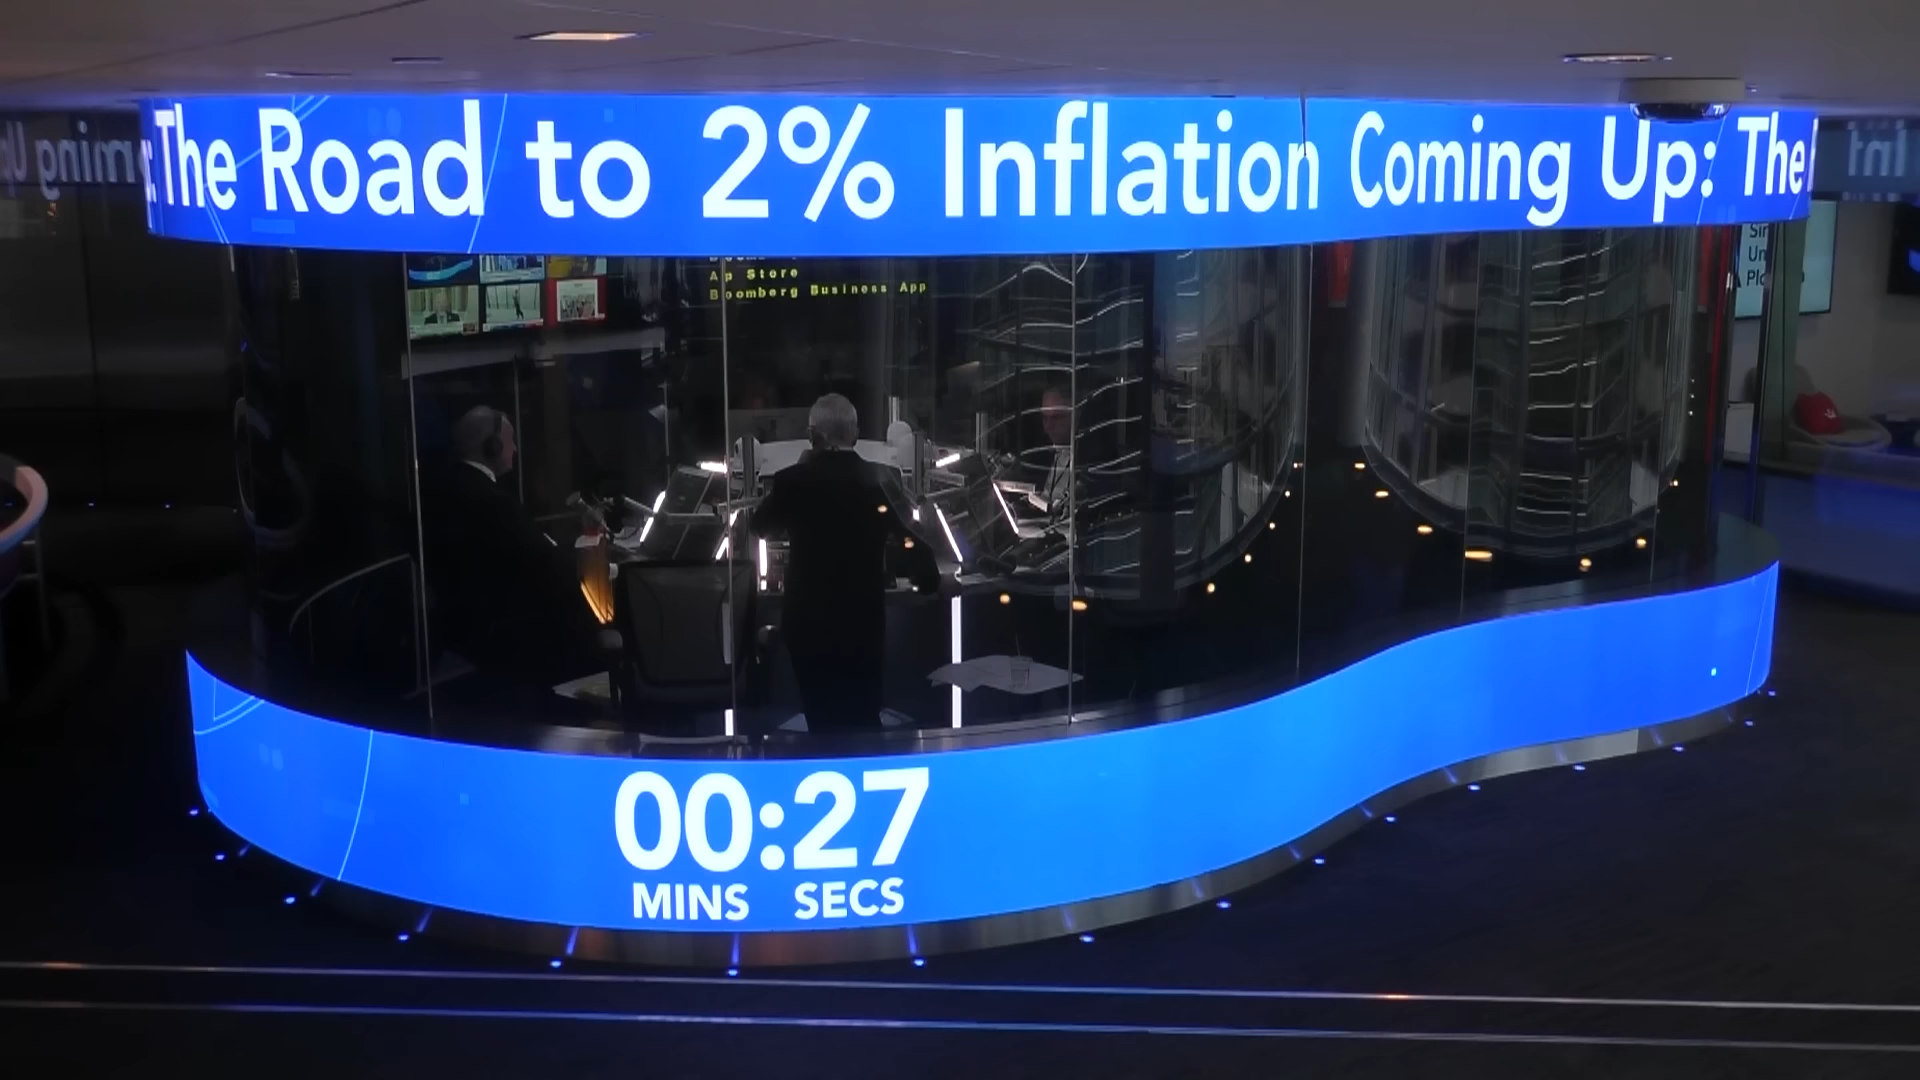 : The Road to 2% Inflation Coming Up: The
App Store
Bloomberg Business App
00:27
MINS SECS